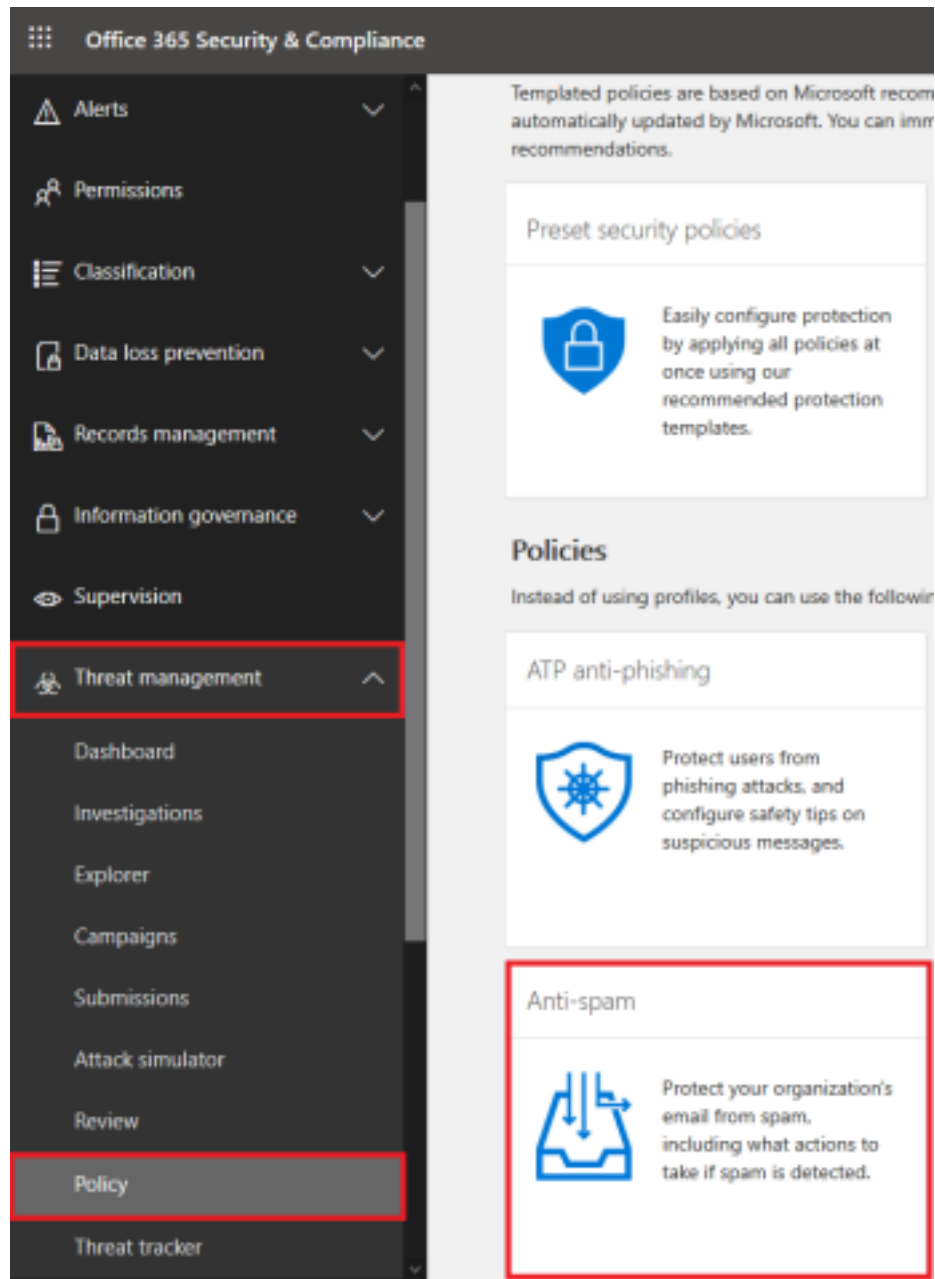 Office 365 Security & Compliance
Alerts
Permissions
Classification
Data loss prevention
Records management
Information governance
Supervision
Threat management
Dashboard
Investigations
Explorer
Campaigns
Submissions
Attack simulator
Review
Policy
Threat tracker
Templated policies are based on Microsoft recom
automatically updated by Microsoft. You can imm
recommendations.
Preset security policies
Easily configure protection
by applying all policies at
once using our
recommended protection
templates.
Policies
Instead of using profiles, you can use the followin
ATP anti-phishing
Protect users from
phishing attacks, and
configure safety tips on
suspicious messages.
Anti-spam
Protect your organization's
email from spam,
including what actions to
take if spam is detected.